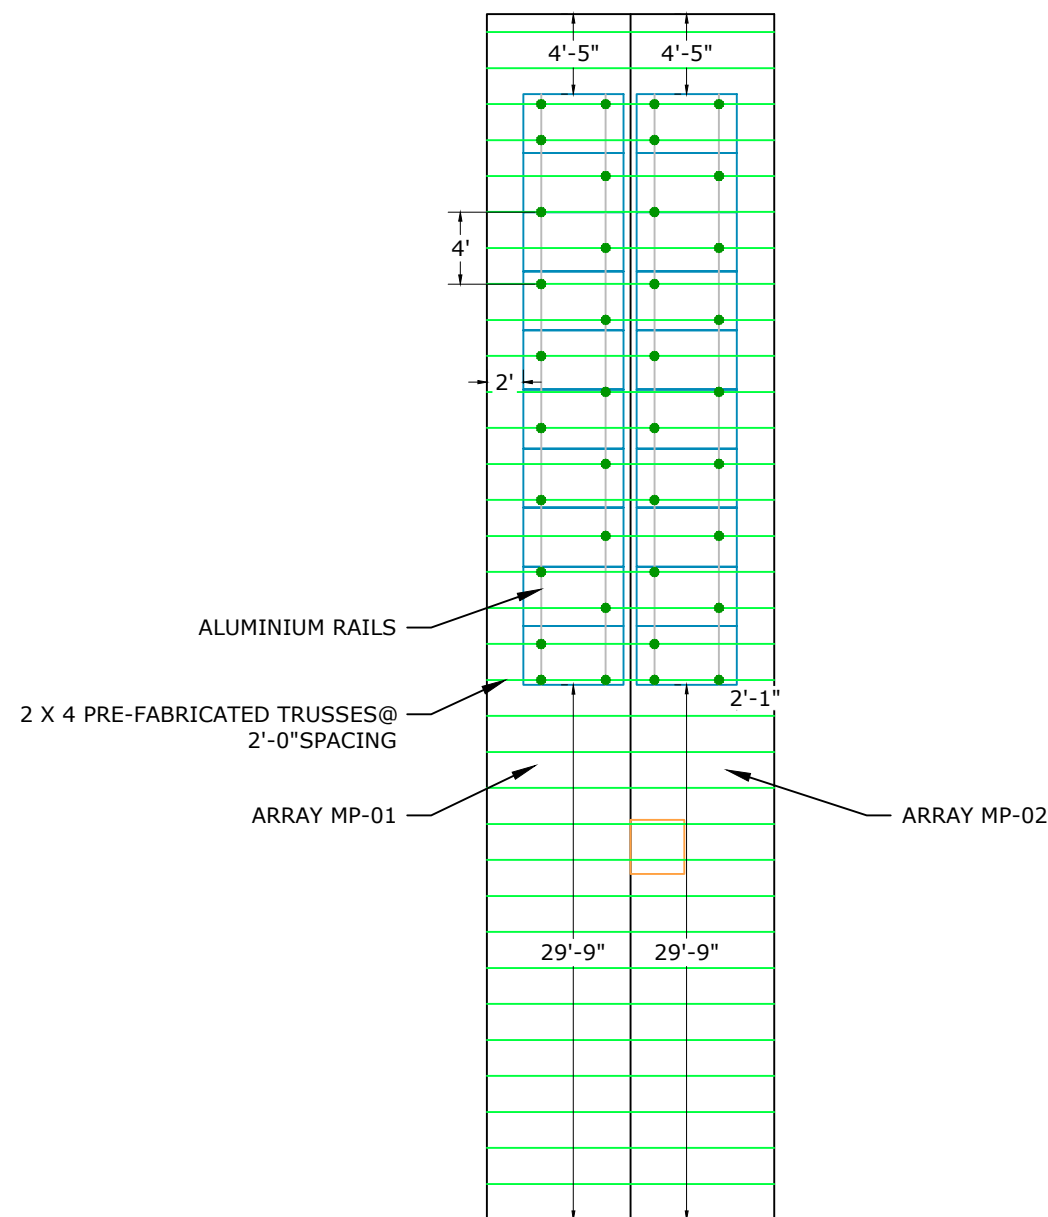 4'-5" 4'-5"
4'
2'
ALUMINIUM RAILS
2 X 4 PRE-FABRICATED TRUSSES@
2'-0"SPACING
2'-1"
ARRAY MP-01
ARRAY MP-02
29'-9" 29'-9"